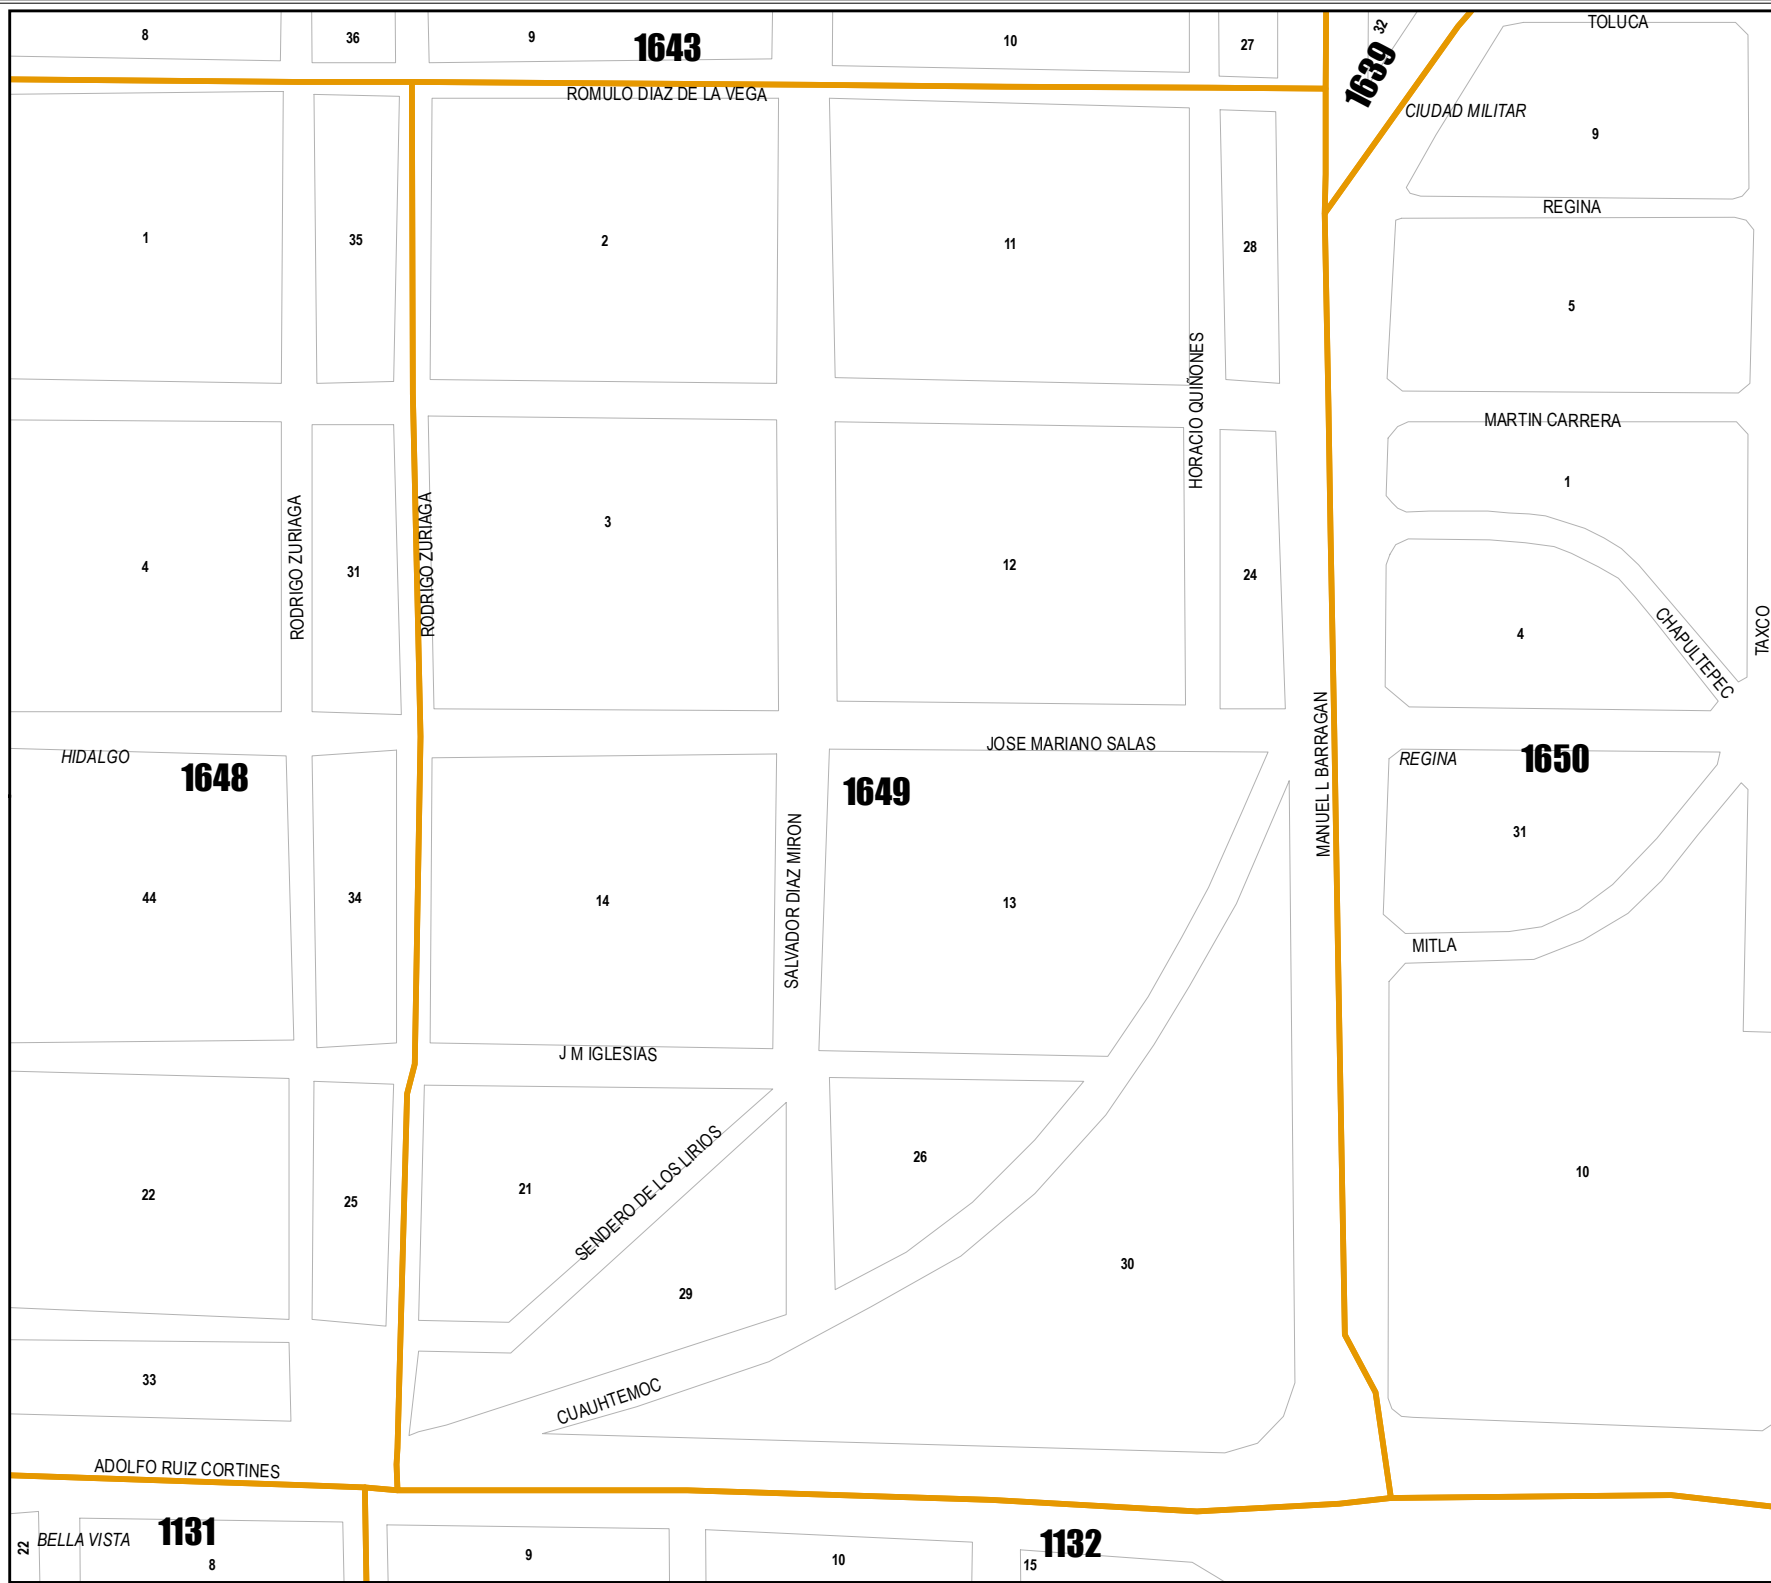 8
36
9
1643
10
27
32
1639
TOLUCA
ROMULO DIAZ DE LA VEGA
CIUDAD MILITAR
9
REGINA
1
35
2
11
28
5
HORACIO QUIÑONES
MARTIN CARRERA
1
RODRIGO ZURIAGA
RODRIGO ZURIAGA
3
4
31
12
24
4
CHAPULTEPEC
TAXCO
HIDALGO
1648
JOSE MARIANO SALAS
1649
MANUEL L BARRAGAN
REGINA
1650
SALVADOR DIAZ MIRON
31
44
34
14
13
MITLA
J M IGLESIAS
22
25
21
SENDERO DE LOS LIRIOS
26
10
29
30
33
CUAUHTEMOC
ADOLFO RUIZ CORTINES
22
BELLA VISTA
1131
8
9
10
15
1132